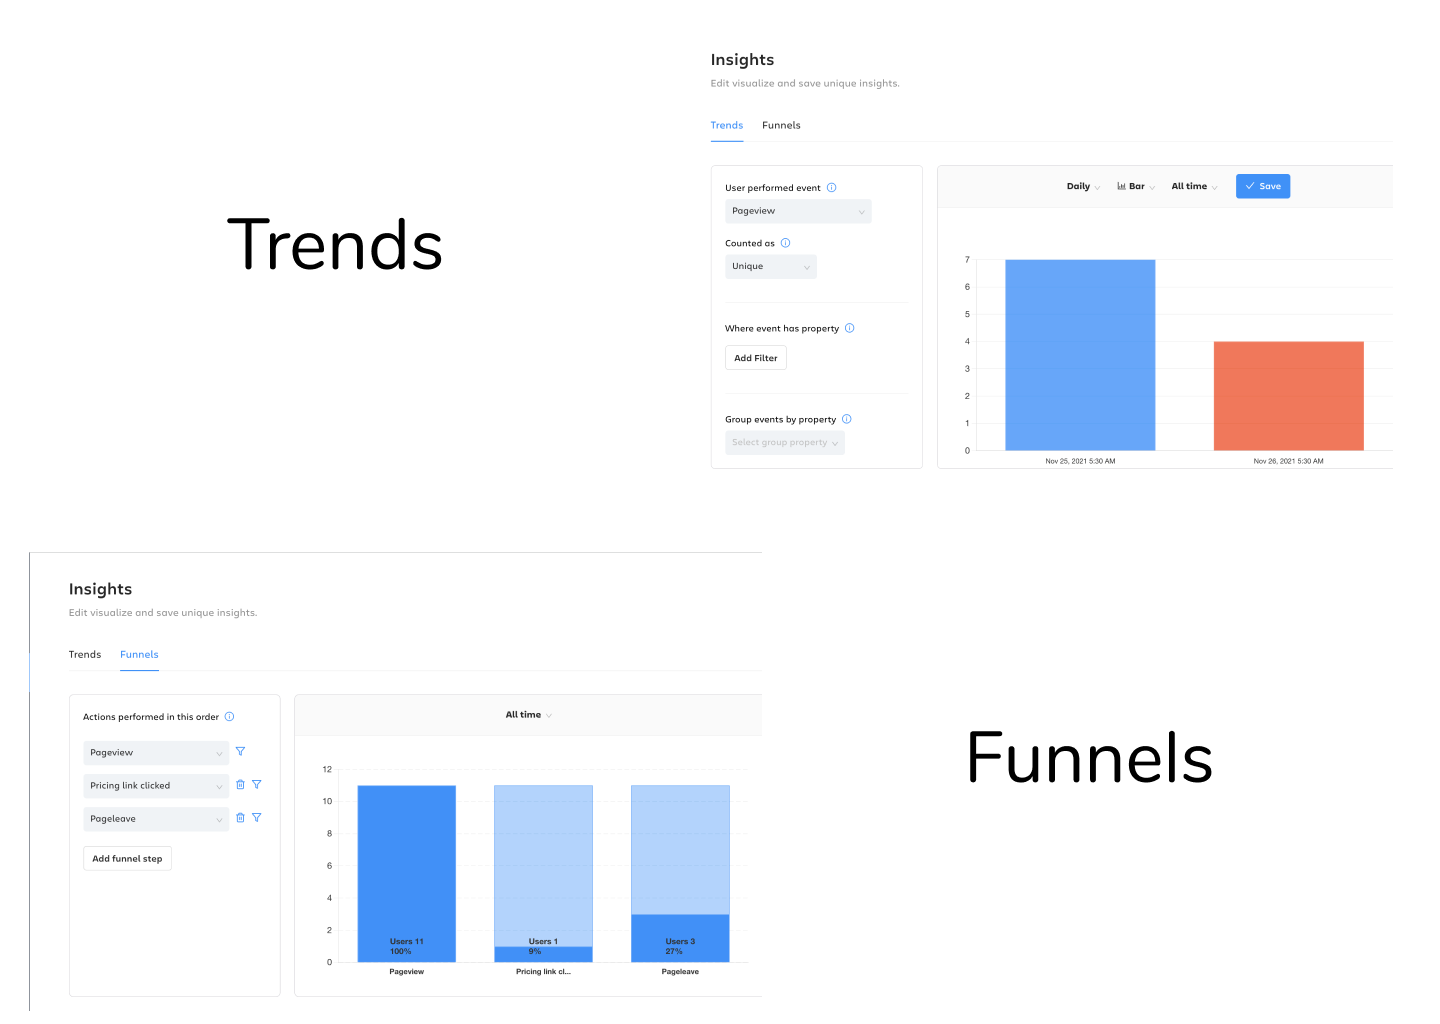 Trends
Insights
Edit visualize and save unique insights.
Trends Funnels
User performed event
Pageview
Counted as
Unique
Where event has property
Add Filter
Group events by property
Select group property
Daily Bar All time Save
7
6
5
4
3
2
1
0
Nov 25, 2021 5:30 AM Nov 26, 2021 5:30 AM
Insights
Edit visualize and save unique insights.
Trends Funnels
Actions performed in this order
Pageview
Pricing link clicked
Pageleave
Add funnel step
All time
12
10
8
6
4
2
0
Users 11
100%
Users 1
9%
Users 3
27%
Pageview Pricing link cl... Pageleave
Funnels